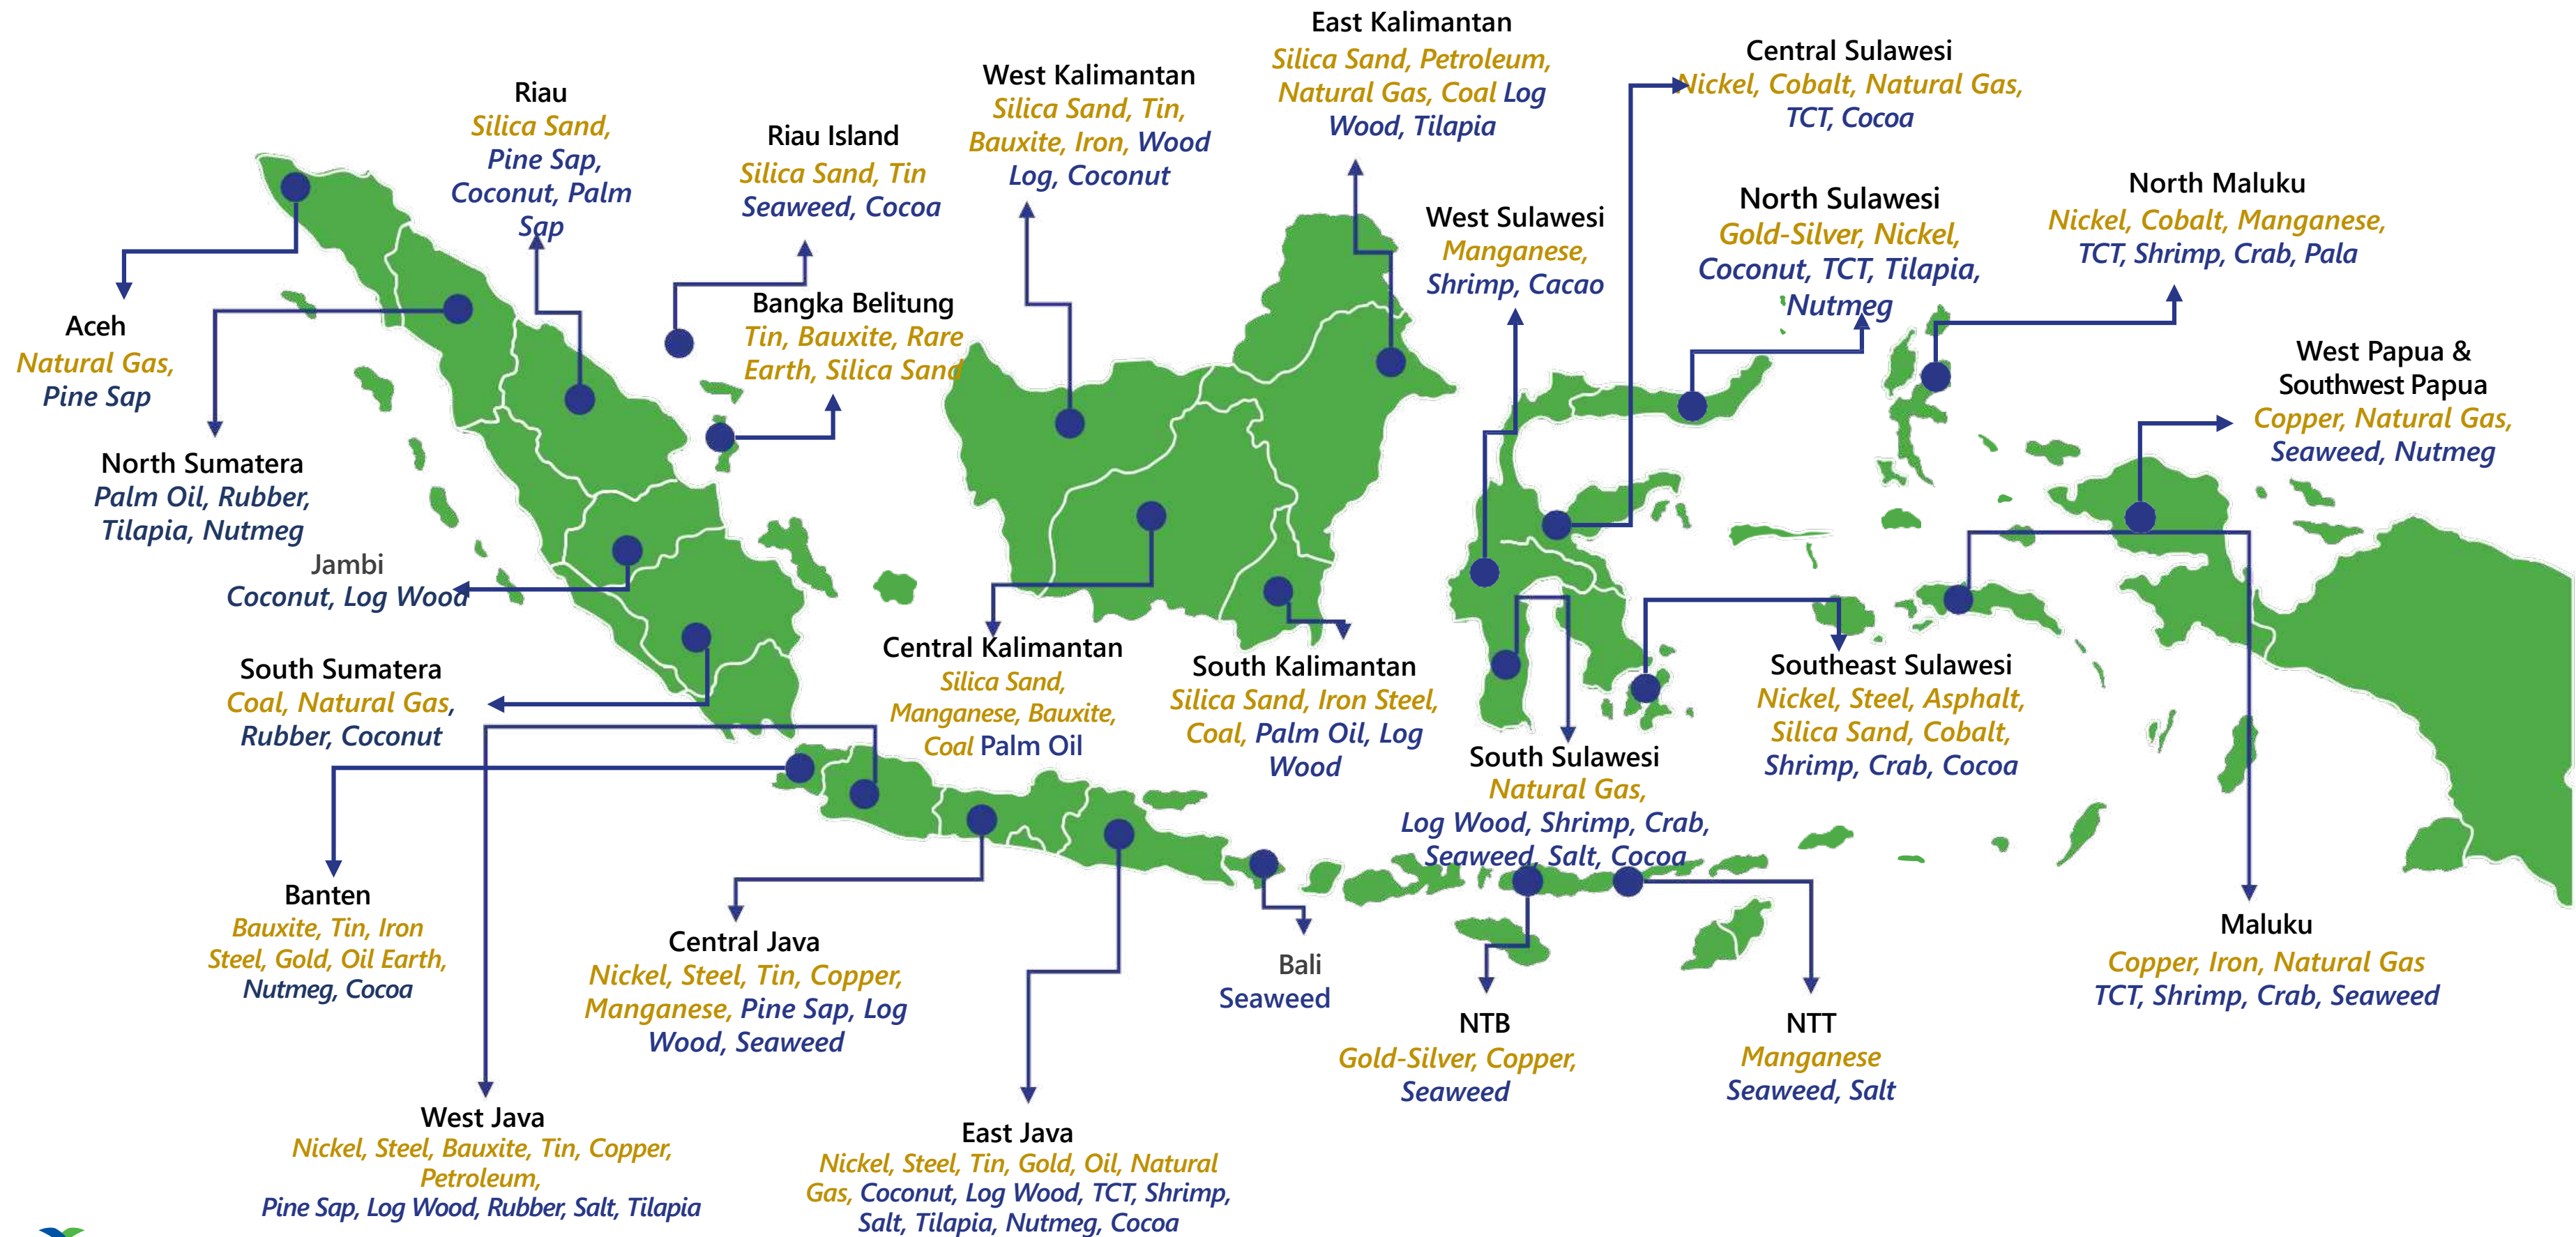 East Kalimantan
Silica Sand, Petroleum,
Natural Gas, Coal Log
Wood, Tilapia
Central Sulawesi
Nickel, Cobalt, Natural Gas,
TCT, Cocoa
West Kalimantan
Silica Sand, Tin,
Bauxite, Iron, Wood
Log, Coconut
Riau
Silica Sand,
Pine Sap,
Coconut, Palm
Sap
Riau Island
Silica Sand, Tin
Seaweed, Cocoa
North Maluku
Nickel, Cobalt, Manganese,
TCT, Shrimp, Crab, Pala
North Sulawesi
Gold-Silver, Nickel,
Coconut, TCT, Tilapia,
Nutmeg
West Sulawesi
Manganese,
Shrimp, Cacao
Bangka Belitung
Tin, Bauxite, Rare
Earth, Silica Sand
Aceh
Natural Gas,
Pine Sap
West Papua &
Southwest Papua
Copper, Natural Gas,
Seaweed, Nutmeg
North Sumatera
Palm Oil, Rubber,
Tilapia, Nutmeg
Jambi
Coconut, Log Wood
South Sumatera
Coal, Natural Gas,
Rubber, Coconut
Central Kalimantan
Silica Sand,
Manganese, Bauxite,
Coal Palm Oil
South Kalimantan
Silica Sand, Iron Steel,
Coal, Palm Oil, Log
Wood
Southeast Sulawesi
Nickel, Steel, Asphalt,
Silica Sand, Cobalt,
Shrimp, Crab, Cocoa
South Sulawesi
Natural Gas,
Log Wood, Shrimp, Crab,
Seaweed, Salt, Cocoa
Banten
Bauxite, Tin, Iron
Steel, Gold, Oil Earth,
Nutmeg, Cocoa
Central Java
Nickel, Steel, Tin, Copper,
Manganese, Pine Sap, Log
Wood, Seaweed
Bali
Seaweed
Maluku
Copper, Iron, Natural Gas
TCT, Shrimp, Crab, Seaweed
NTB
Gold-Silver, Copper,
Seaweed
NTT
Manganese
Seaweed, Salt
West Java
Nickel, Steel, Bauxite, Tin, Copper,
Petroleum,
Pine Sap, Log Wood, Rubber, Salt, Tilapia
East Java
Nickel, Steel, Tin, Gold, Oil, Natural
Gas, Coconut, Log Wood, TCT, Shrimp,
Salt, Tilapia, Nutmeg, Cocoa